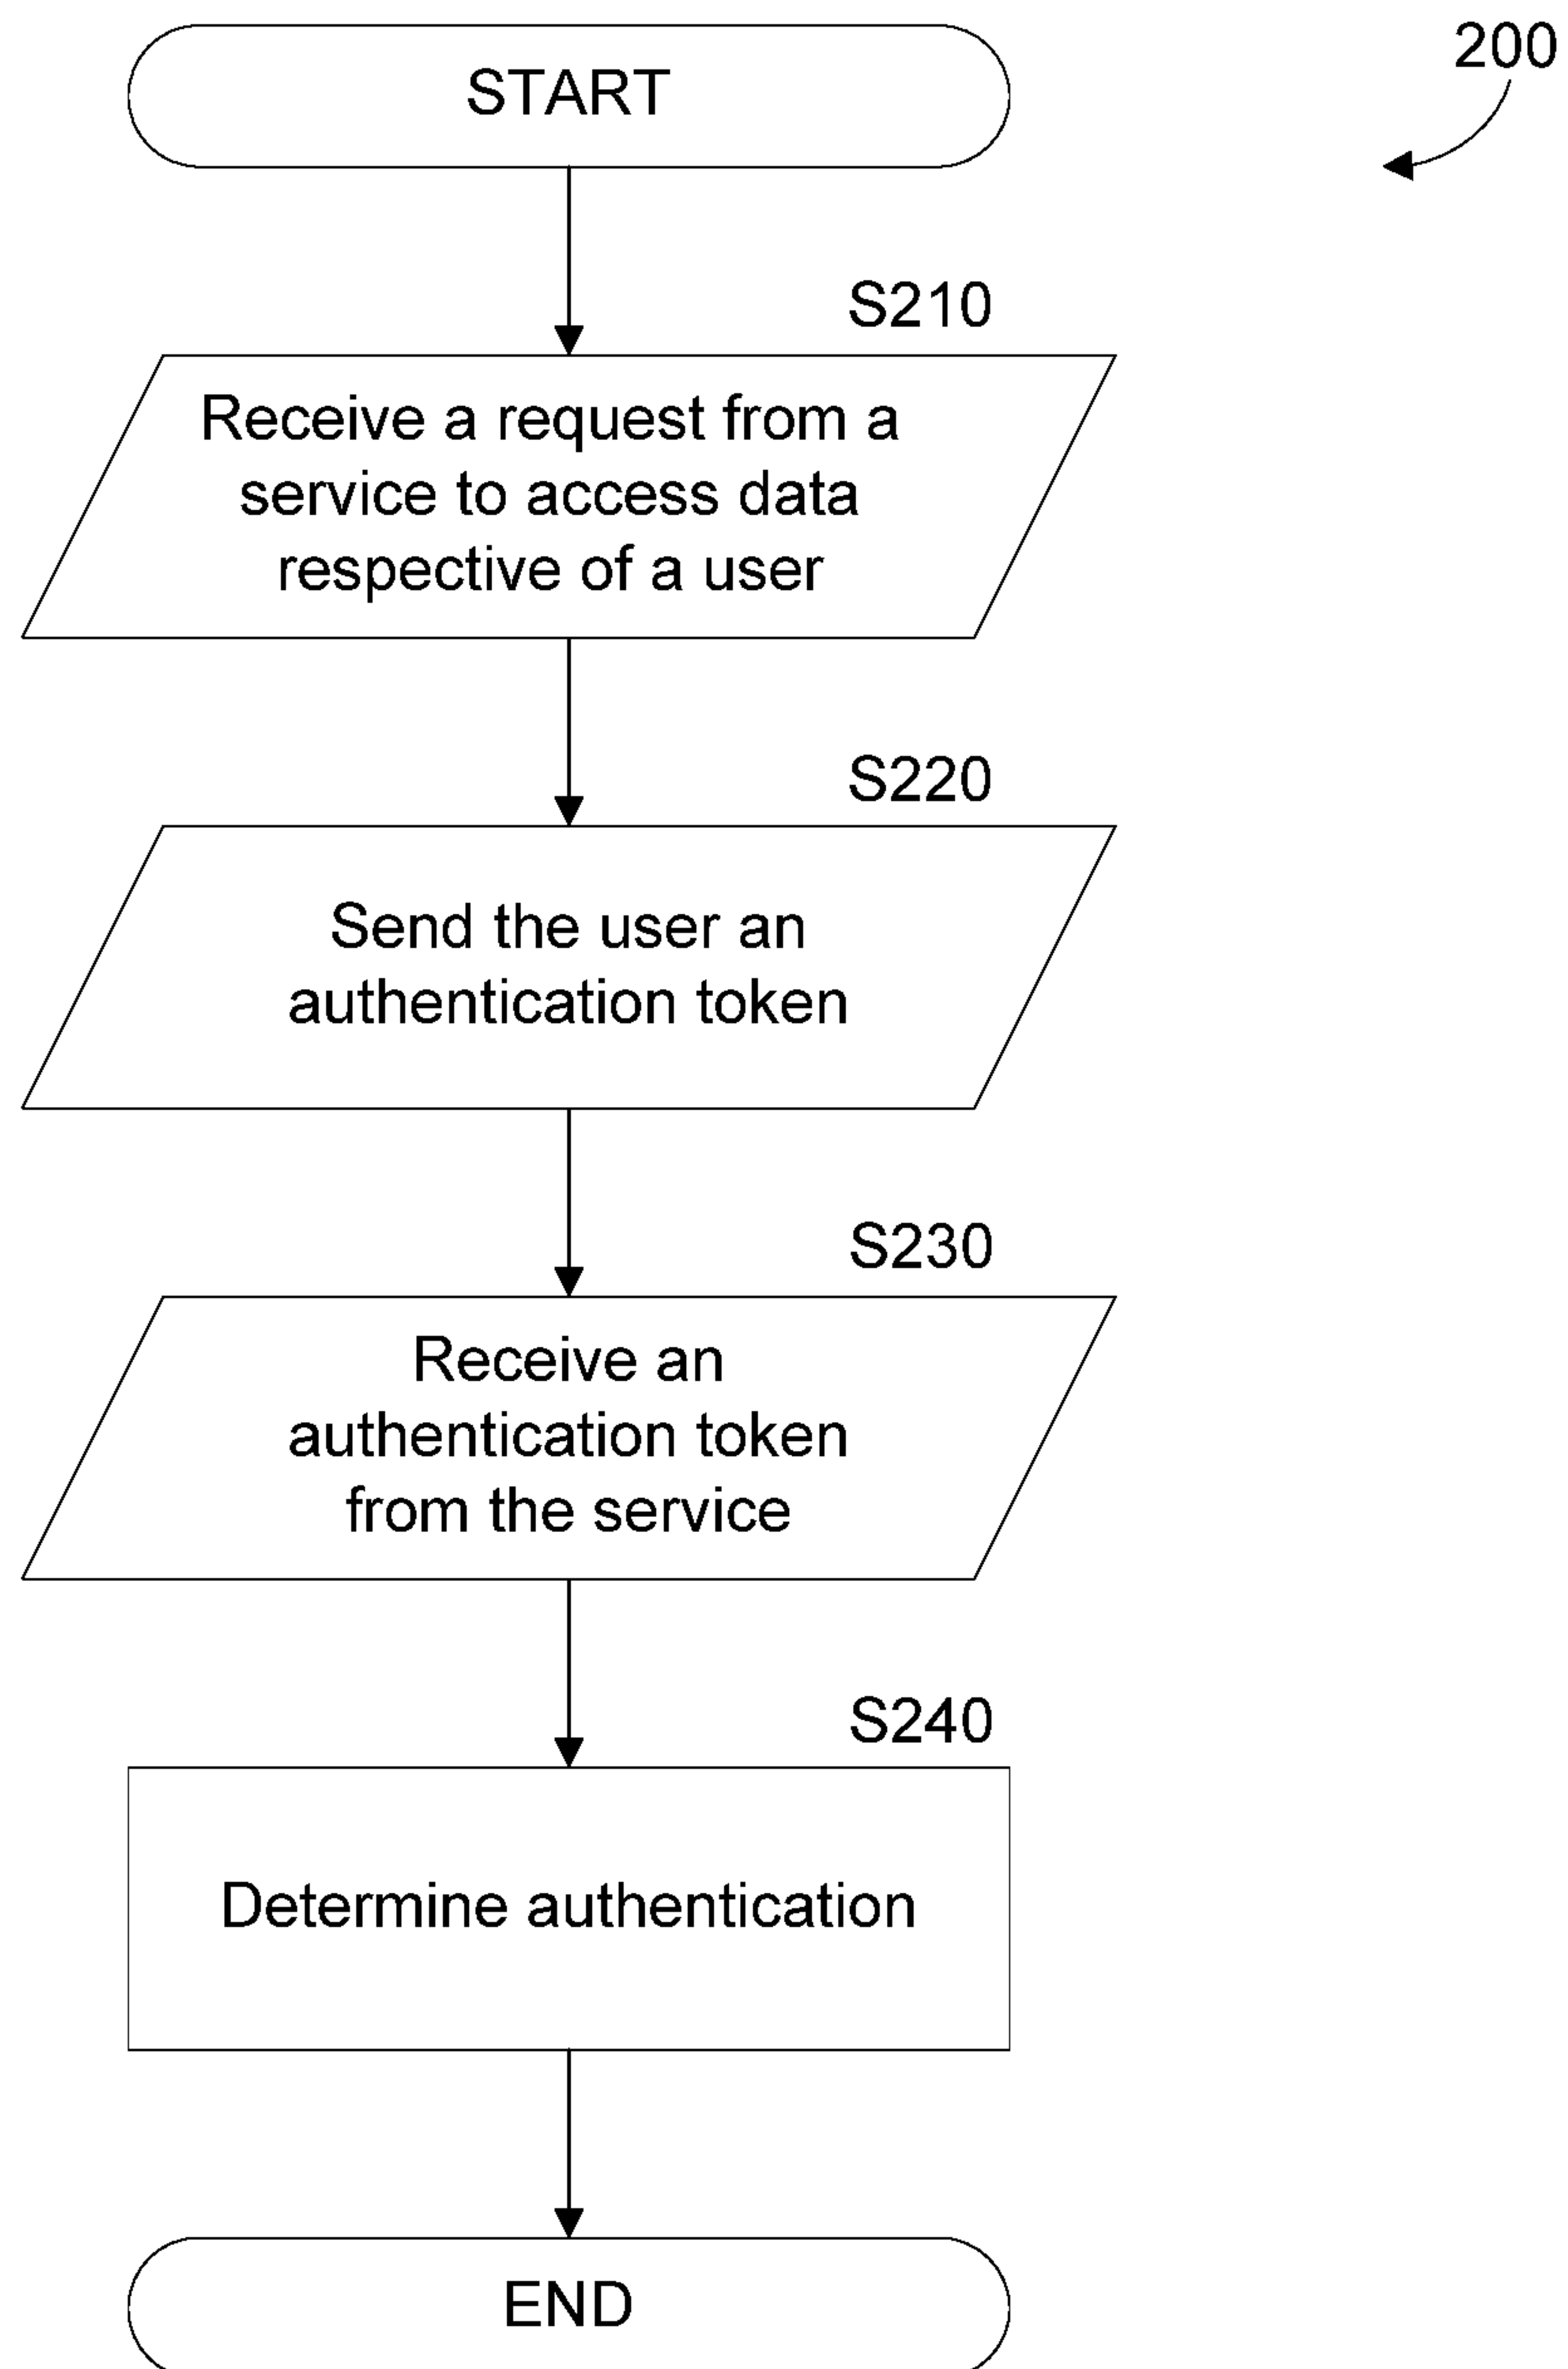 START
200
S210
Receive a request from a
service to access data
respective of a user
S220
Send the user an
authentication token
S230
Receive an
authentication token
from the service
S240
Determine authentication
END